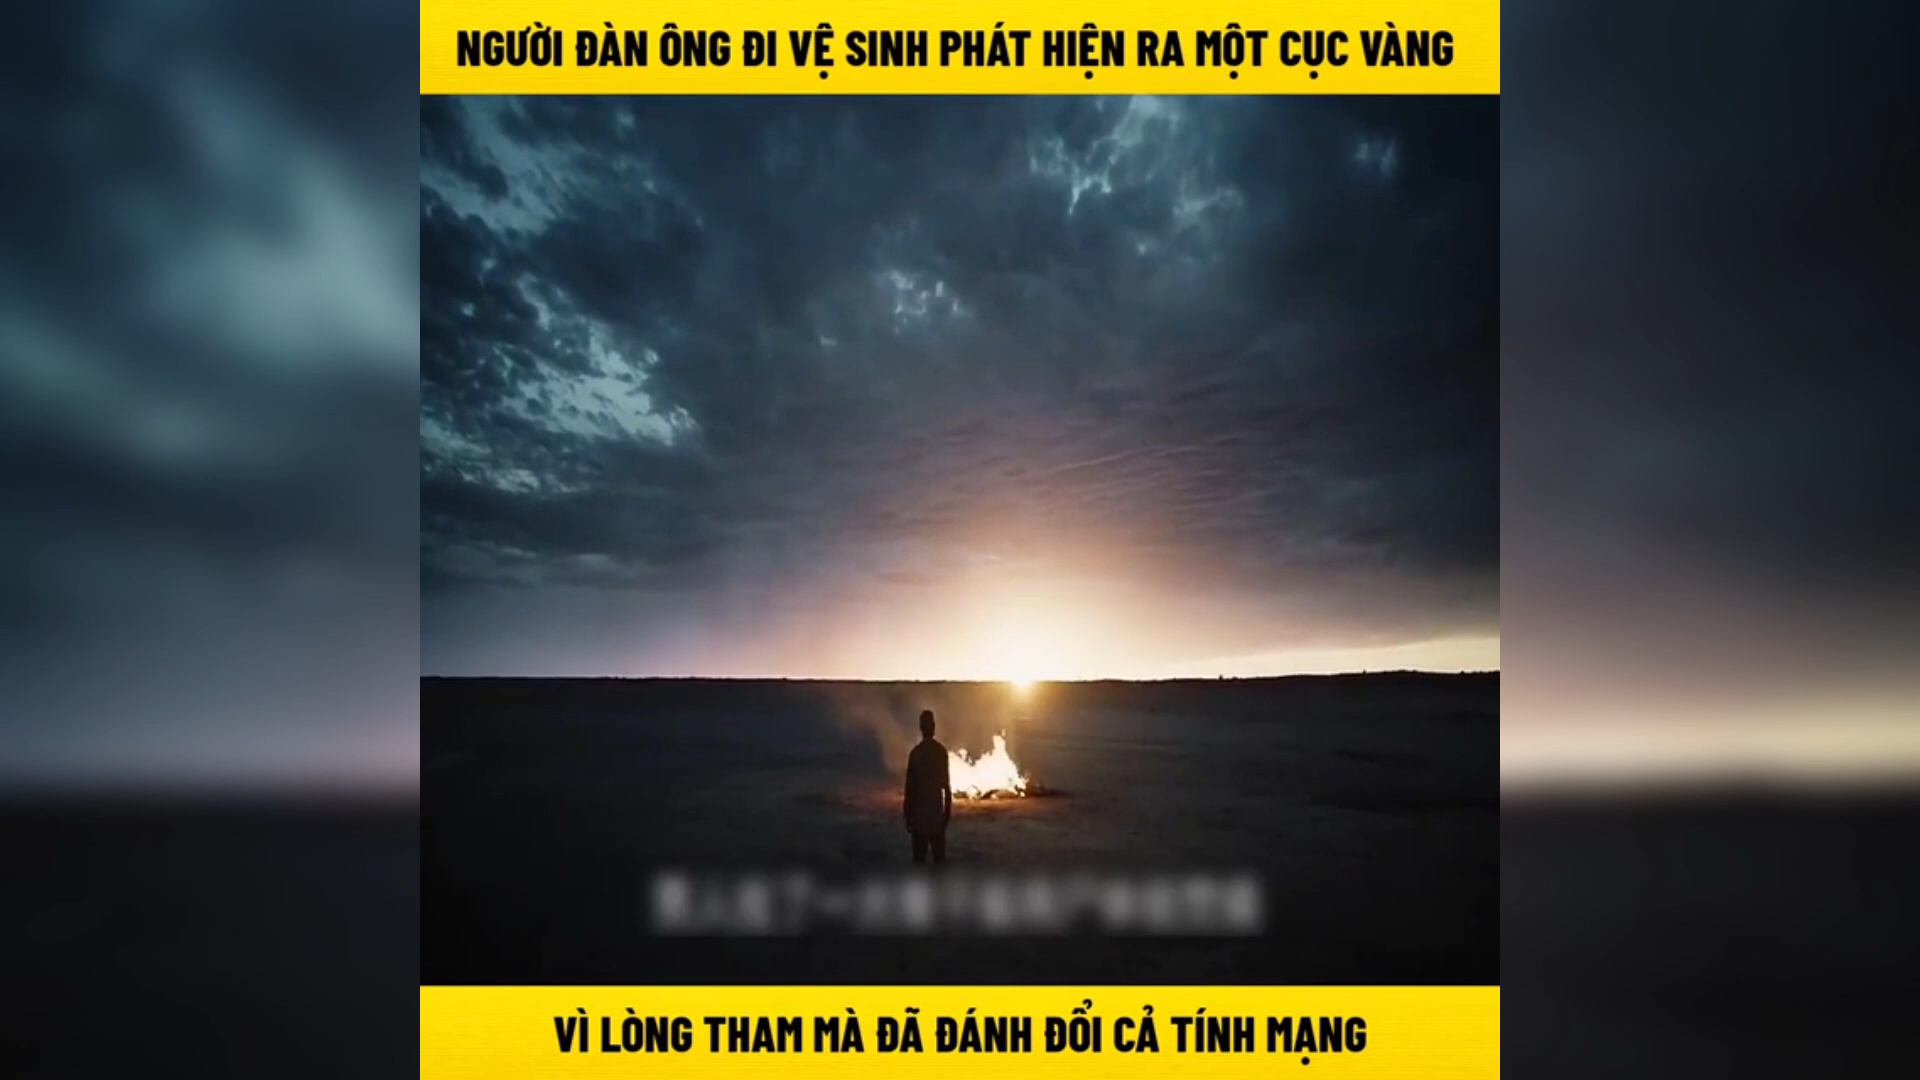 NGƯỜI ĐÀN ÔNG ĐI VỆ SINH PHÁT HIỆN RA MỘT CỤC VÀNG
VÌ LÒNG THAM MÀ ĐÃ ĐÁNH ĐỔI CẢ TÍNH MẠNG